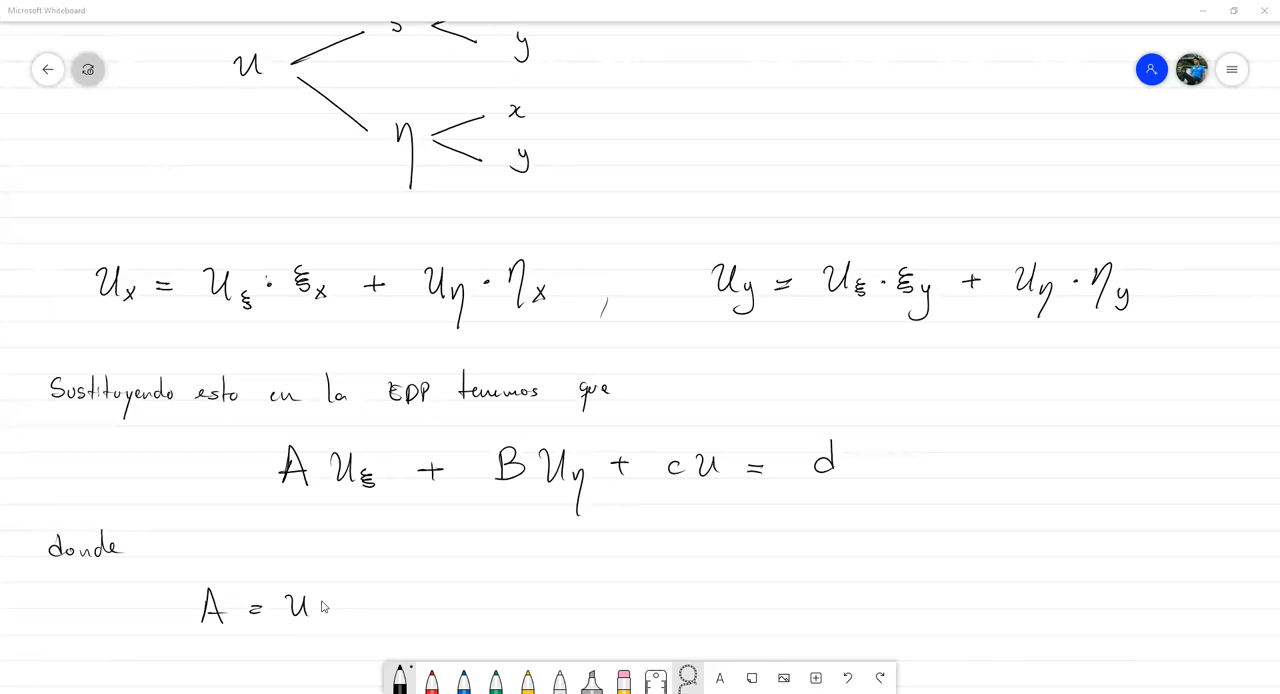 Microsoft Whiteboard
y
u
x
η
y
u_x = u_ξ · ξ_x + u_η · η_x , u_y = u_ξ · ξ_y + u_η · η_y
Sustituyendo esto en la EDP tenemos que
A u_ξ + B u_η + c u = d
donde
A = u